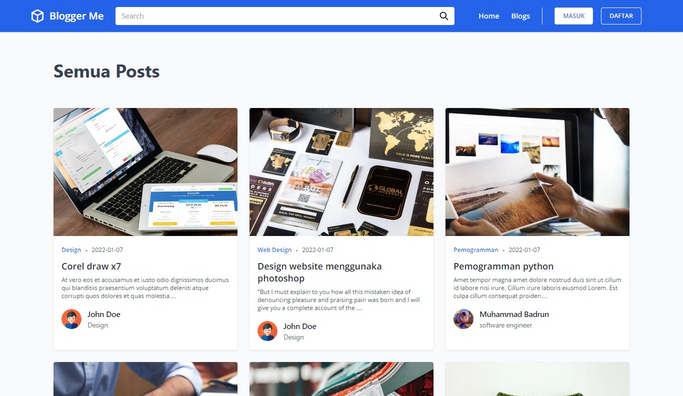 Blogger Me
Search
Home
Blogs
MASUK
DAFTAR
Semua Posts
GLOBAL
Design - 2022-01-07
Corel draw x7
At vero eos et accusamus et iusto odio dignissimos ducimus
qui blanditiis praesentium voluptatum deleniti atque
corrupti quos dolores et quas molestia....
John Doe
Design
Web Design - 2022-01-07
Design website menggunaka
photoshop
"But I must explain to you how all this mistaken idea of
denouncing pleasure and praising pain was born and I will
give you a complete account of the ....
John Doe
Design
Pemogramman - 2022-01-07
Pemogramman python
Amet tempor magna amet dolore nostrud duis sint ut cillum
id labore nisi irure. Cillum irure laboris eiusmod Lorem. Est
culpa cillum consequat proiden:....
Muhammad Badrun
software engineer